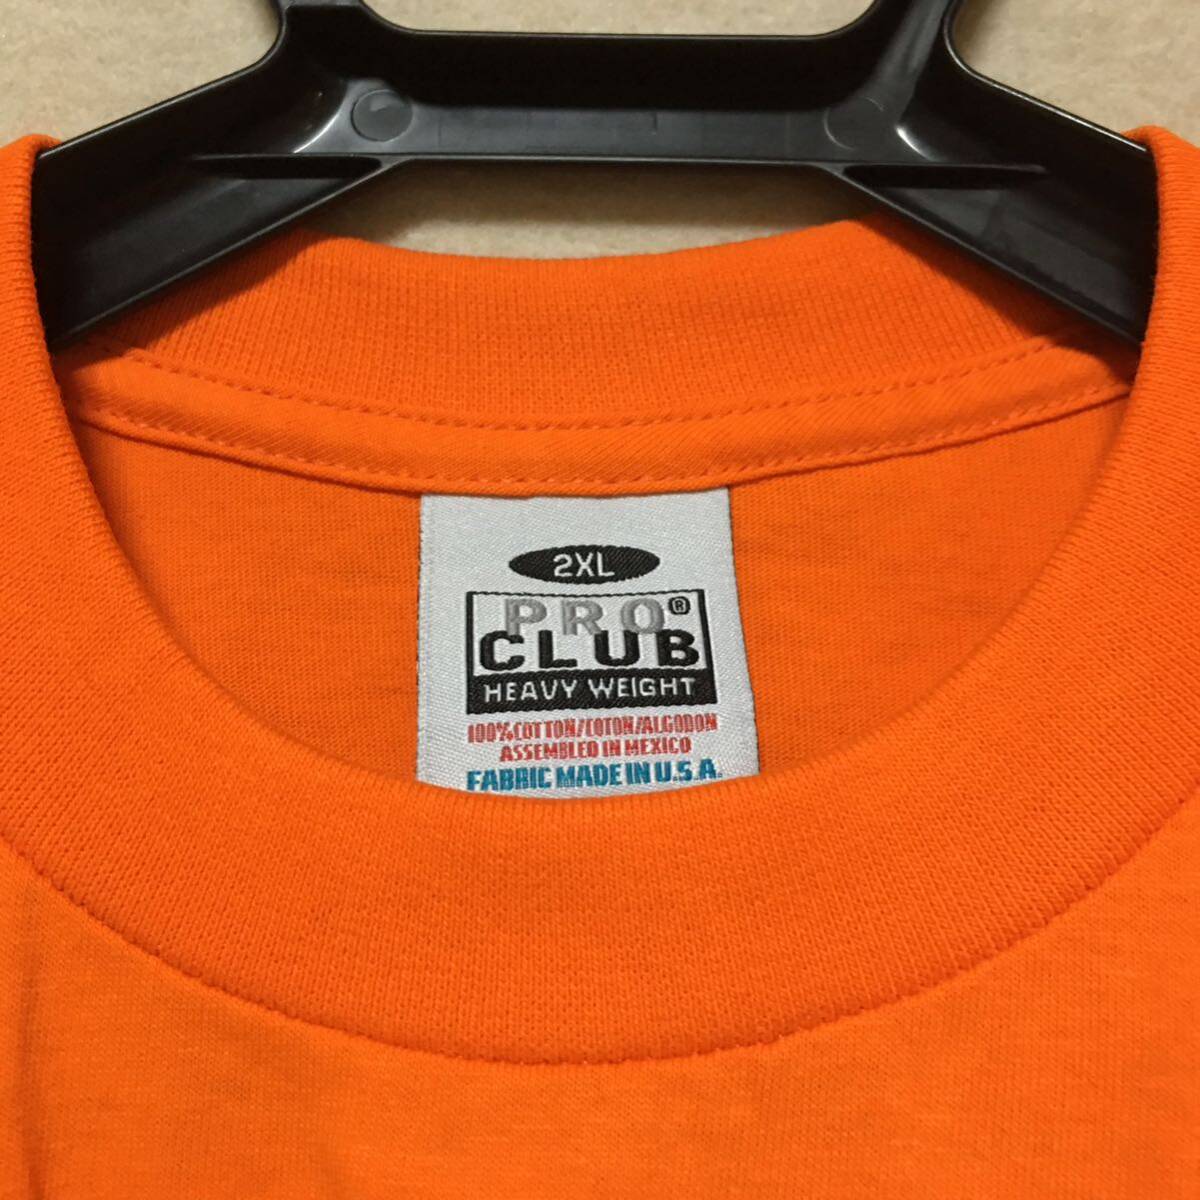 2XL
PRO®
CLUB
HEAVY WEIGHT
100%COTTON/COTON/ALGODON
ASSEMBLED IN MEXICO
FABRIC MADE IN U.S.A.